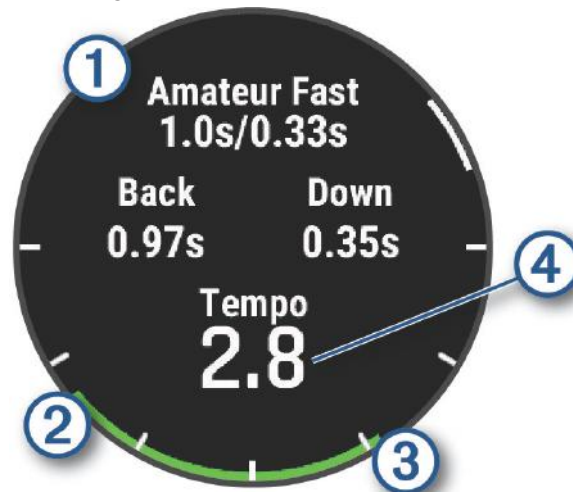 1
Amateur Fast
1.0s/0.33s
Back Down
0.97s 0.35s
4
Tempo
2.8
2
3